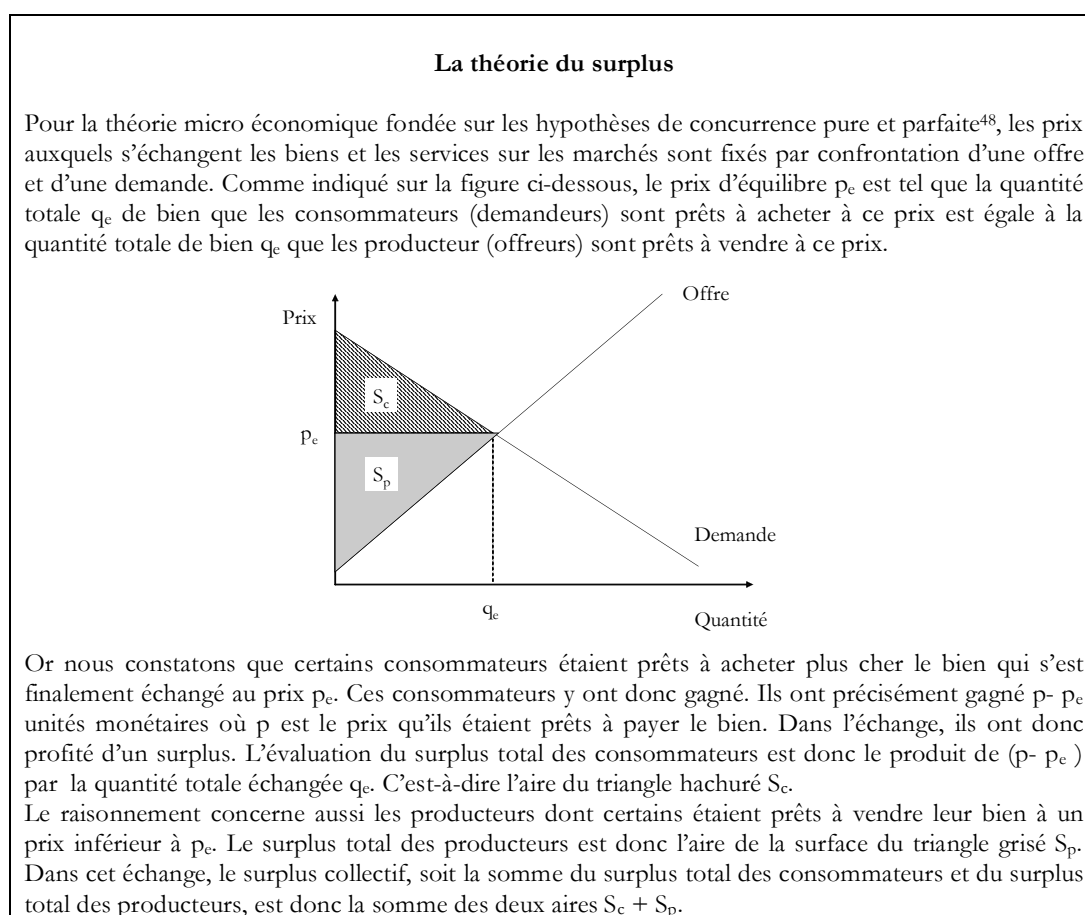 La théorie du surplus
Pour la théorie micro économique fondée sur les hypothèses de concurrence pure et parfaite⁴⁸, les prix
auxquels s'échangent les biens et les services sur les marchés sont fixés par confrontation d'une offre
et d'une demande. Comme indiqué sur la figure ci-dessous, le prix d'équilibre pₑ est tel que la quantité
totale qₑ de bien que les consommateurs (demandeurs) sont prêts à acheter à ce prix est égale à la
quantité totale de bien qₑ que les producteur (offreurs) sont prêts à vendre à ce prix.
Offre
Prix
S_c
pₑ
S_p
Demande
qₑ
Quantité
Or nous constatons que certains consommateurs étaient prêts à acheter plus cher le bien qui s'est
finalement échangé au prix pₑ. Ces consommateurs y ont donc gagné. Ils ont précisément gagné p- pₑ
unités monétaires où p est le prix qu'ils étaient prêts à payer le bien. Dans l'échange, ils ont donc
profité d'un surplus. L'évaluation du surplus total des consommateurs est donc le produit de (p- pₑ )
par la quantité totale échangée qₑ. C'est-à-dire l'aire du triangle hachuré S_c.
Le raisonnement concerne aussi les producteurs dont certains étaient prêts à vendre leur bien à un
prix inférieur à pₑ. Le surplus total des producteurs est donc l'aire de la surface du triangle grisé S_p.
Dans cet échange, le surplus collectif, soit la somme du surplus total des consommateurs et du surplus
total des producteurs, est donc la somme des deux aires S_c + S_p.